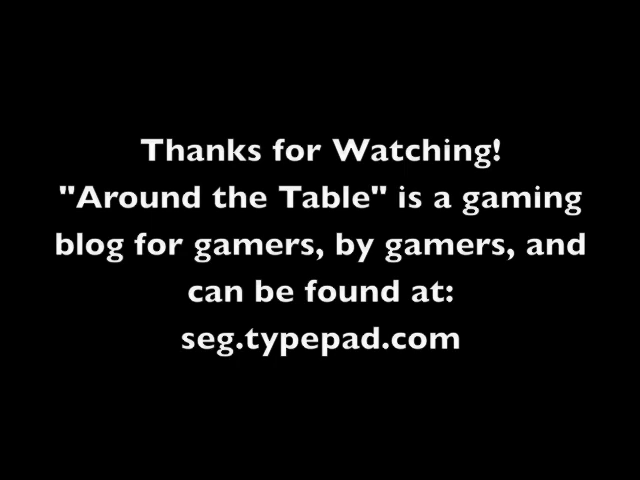 Thanks for Watching!
"Around the Table" is a gaming
blog for gamers, by gamers, and
can be found at:
seg.typepad.com